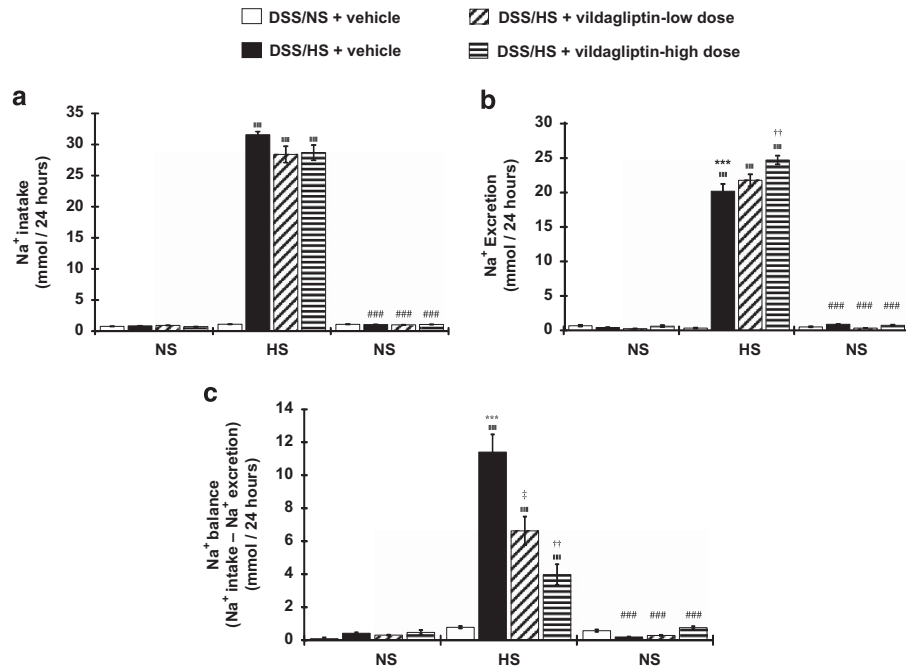 DSS/NS + vehicle
DSS/HS + vehicle
DSS/HS + vildagliptin-low dose
DSS/HS + vildagliptin-high dose
a
Na+ inatake
(mmol / 24 hours)
35
30
25
20
15
10
5
0
### ### ###
NS
HS
NS
b
Na+ Excretion
(mmol / 24 hours)
30
25
20
15
10
5
0
***
††
### ### ###
NS
HS
NS
c
Na+ balance
(Na+ intake – Na+ excretion)
(mmol / 24 hours)
14
12
10
8
6
4
2
0
***
‡
††
### ### ###
NS
HS
NS